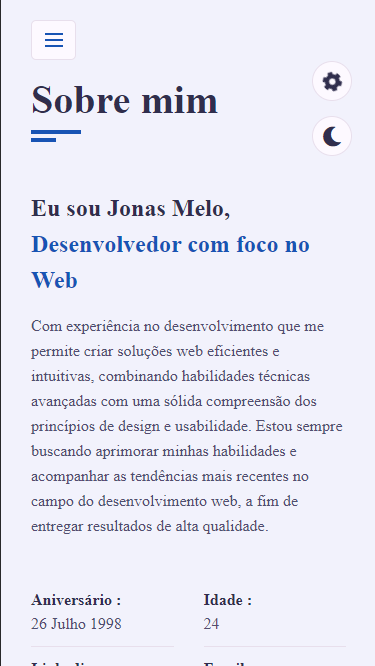 Sobre mim
Eu sou Jonas Melo,
Desenvolvedor com foco no
Web
Com experiência no desenvolvimento que me
permite criar soluções web eficientes e
intuitivas, combinando habilidades técnicas
avançadas com uma sólida compreensão dos
princípios de design e usabilidade. Estou sempre
buscando aprimorar minhas habilidades e
acompanhar as tendências mais recentes no
campo do desenvolvimento web, a fim de
entregar resultados de alta qualidade.
Aniversário : Idade :
26 Julho 1998 24